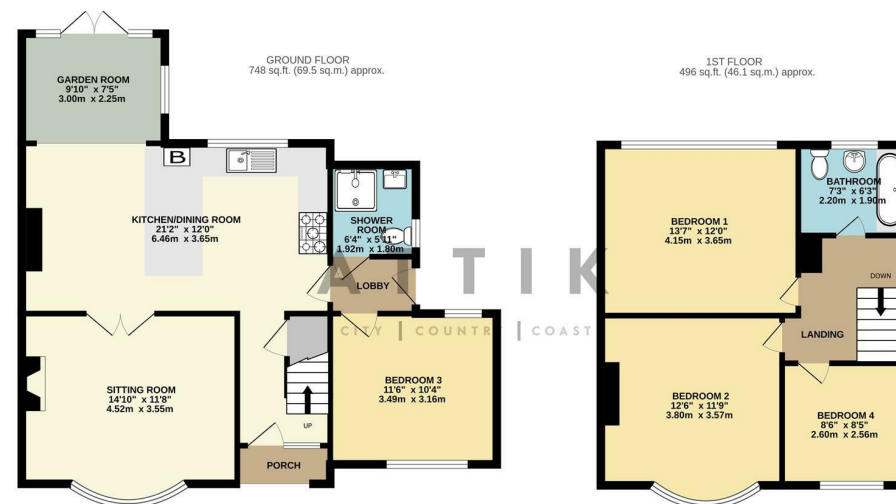 GROUND FLOOR
748 sq.ft. (69.5 sq.m.) approx.
GARDEN ROOM
9'10" x 7'5"
3.00m x 2.25m
B
KITCHEN/DINING ROOM
21'2" x 12'0"
6.46m x 3.65m
SHOWER
ROOM
6'4" x 5'11"
1.92m x 1.80m
LOBBY
SITTING ROOM
14'10" x 11'8"
4.52m x 3.55m
UP
PORCH
BEDROOM 3
11'6" x 10'4"
3.49m x 3.16m
ATTIK
CITY | COUNTRY | COAST
1ST FLOOR
496 sq.ft. (46.1 sq.m.) approx.
BEDROOM 1
13'7" x 12'0"
4.15m x 3.65m
BATHROOM
7'3" x 6'3"
2.20m x 1.90m
DOWN
LANDING
BEDROOM 2
12'6" x 11'9"
3.80m x 3.57m
BEDROOM 4
8'6" x 8'5"
2.60m x 2.56m